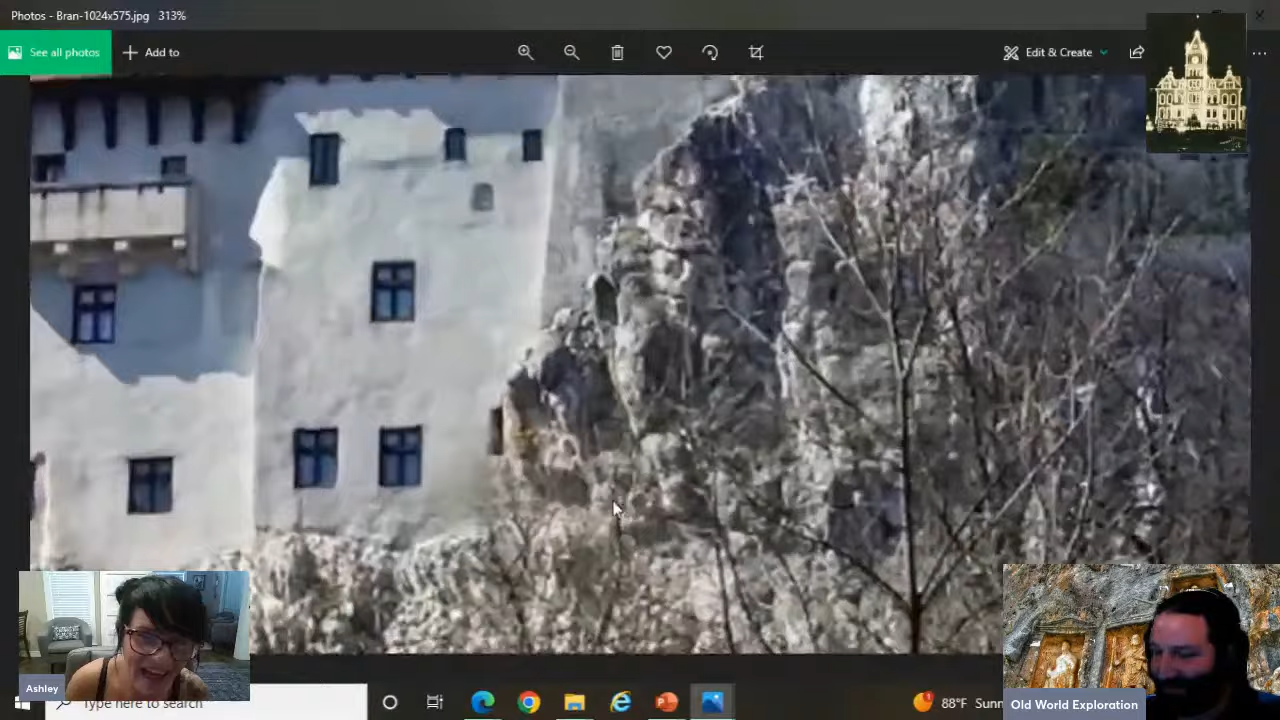 Photos - Bran-1024x575.jpg 313%
See all photos
Add to
Edit & Create
Ashley
Old World Exploration
Type here to search
88°F Sunn